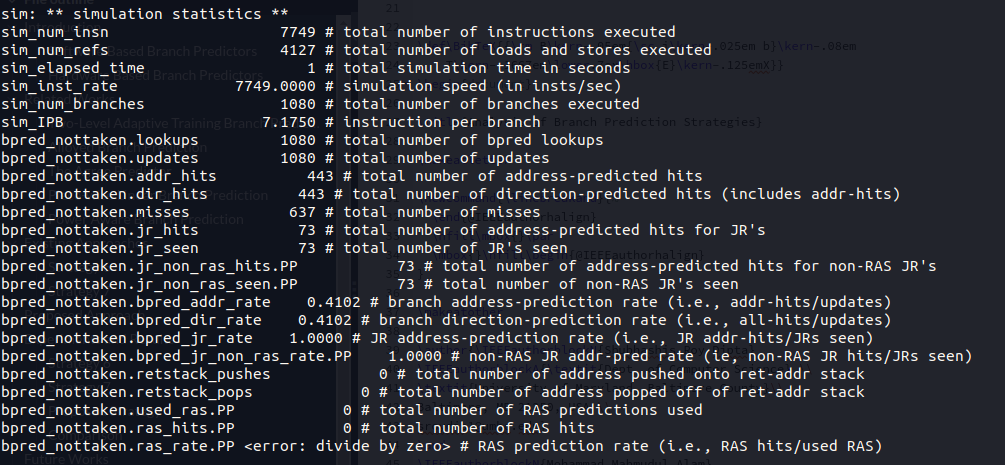 sim: ** simulation statistics **
sim_num_insn 7749 # total number of instructions executed
sim_num_refs 4127 # total number of loads and stores executed
sim_elapsed_time 1 # total simulation time in seconds
sim_inst_rate 7749.0000 # simulation speed (in insts/sec)
sim_num_branches 1080 # total number of branches executed
sim_IPB 7.1750 # instruction per branch
bpred_nottaken.lookups 1080 # total number of bpred lookups
bpred_nottaken.updates 1080 # total number of updates
bpred_nottaken.addr_hits 443 # total number of address-predicted hits
bpred_nottaken.dir_hits 443 # total number of direction-predicted hits (includes addr-hits)
bpred_nottaken.misses 637 # total number of misses
bpred_nottaken.jr_hits 73 # total number of address-predicted hits for JR's
bpred_nottaken.jr_seen 73 # total number of JR's seen
bpred_nottaken.jr_non_ras_hits.PP 73 # total number of address-predicted hits for non-RAS JR's
bpred_nottaken.jr_non_ras_seen.PP 73 # total number of non-RAS JR's seen
bpred_nottaken.bpred_addr_rate 0.4102 # branch address-prediction rate (i.e., addr-hits/updates)
bpred_nottaken.bpred_dir_rate 0.4102 # branch direction-prediction rate (i.e., all-hits/updates)
bpred_nottaken.bpred_jr_rate 1.0000 # JR address-prediction rate (i.e., JR addr-hits/JRs seen)
bpred_nottaken.bpred_jr_non_ras_rate.PP 1.0000 # non-RAS JR addr-pred rate (ie, non-RAS JR hits/JRs seen)
bpred_nottaken.retstack_pushes 0 # total number of address pushed onto ret-addr stack
bpred_nottaken.retstack_pops 0 # total number of address popped off of ret-addr stack
bpred_nottaken.used_ras.PP 0 # total number of RAS predictions used
bpred_nottaken.ras_hits.PP 0 # total number of RAS hits
bpred_nottaken.ras_rate.PP <error: divide by zero> # RAS prediction rate (i.e., RAS hits/used RAS)